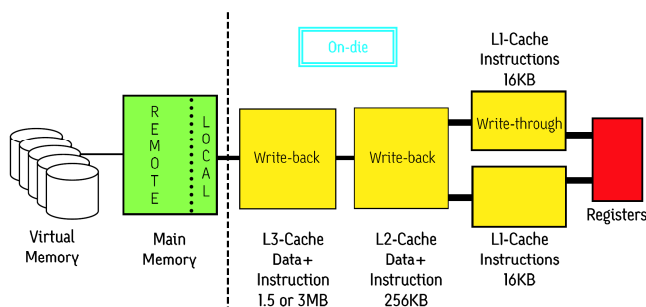 On-die
L1-Cache
Instructions
16KB
REMOTE
LOCAL
Write-back
Write-back
Write-through
Registers
Virtual
Memory
Main
Memory
L3-Cache
Data+
Instruction
1.5 or 3MB
L2-Cache
Data+
Instruction
256KB
L1-Cache
Instructions
16KB